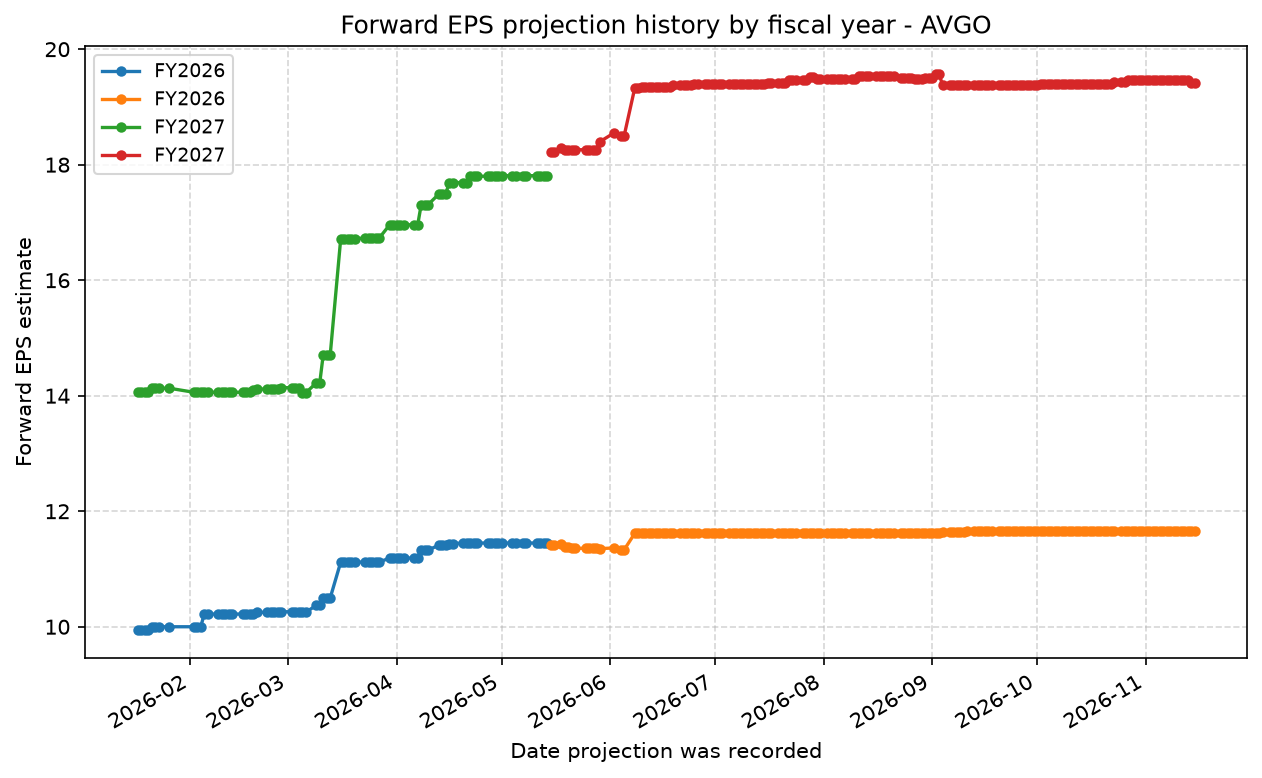 Forward EPS projection history by fiscal year - AVGO
FY2026
FY2026
FY2027
FY2027
Forward EPS estimate
20
18
16
14
12
10
2026-02
2026-03
2026-04
2026-05
2026-06
2026-07
2026-08
2026-09
2026-10
2026-11
Date projection was recorded